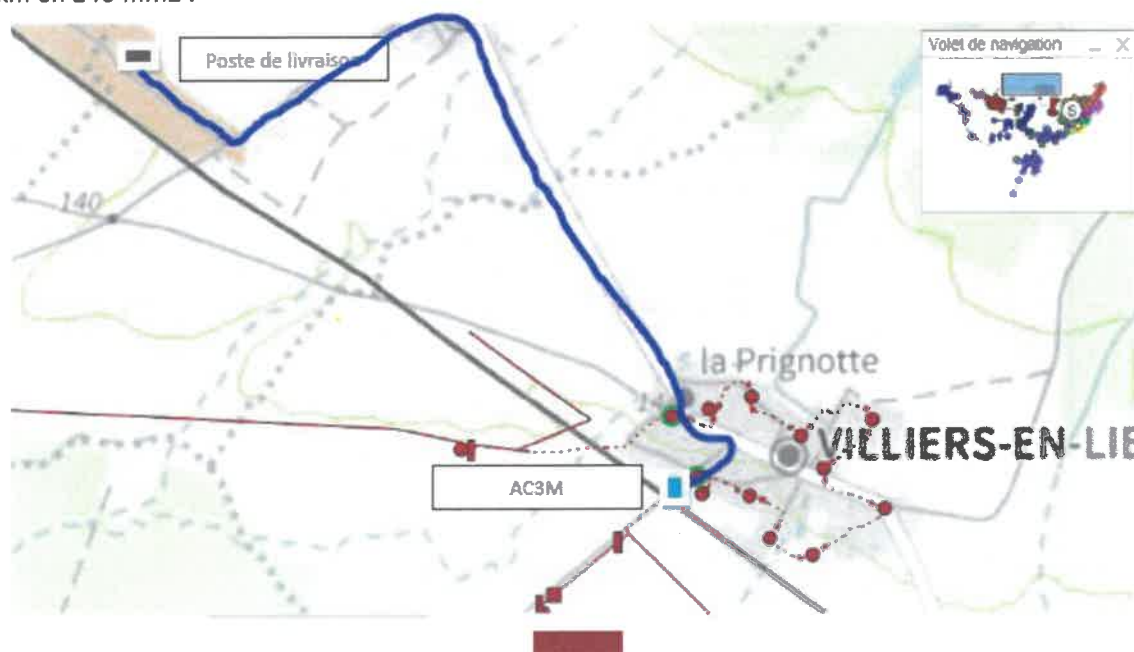 Poste de livraison
Volet de navigation
140
la Prignotte
VILLIERS-EN-LIE
AC3M
S